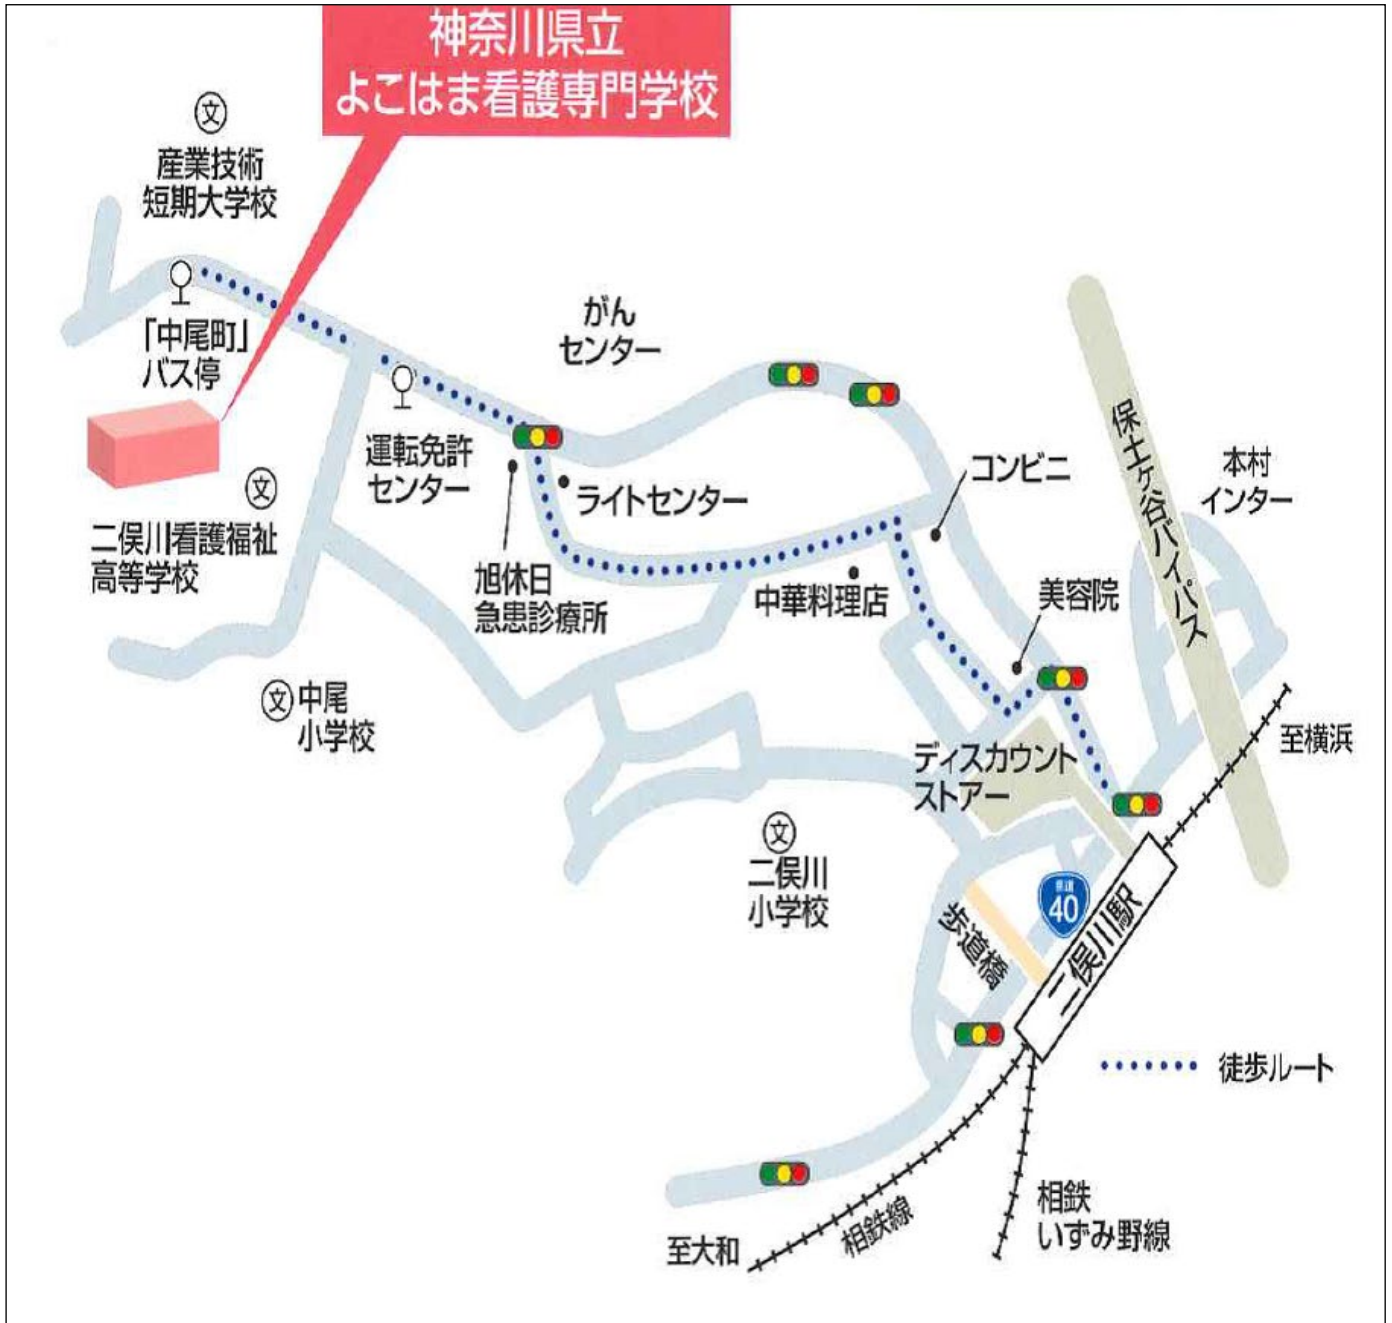 神奈川県立
よこはま看護専門学校
文
産業技術
短期大学校
「中尾町」
バス停
がん
センター
運転免許
センター
ライトセンター
コンビニ
保土ヶ谷バイパス
本村
インター
文
二俣川看護福祉
高等学校
旭休日
急患診療所
中華料理店
美容院
文
中尾
小学校
ディスカウント
ストアー
至横浜
文
二俣川
小学校
県道
40
歩道橋
二俣川駅
徒歩ルート
相鉄
いずみ野線
相鉄線
至大和